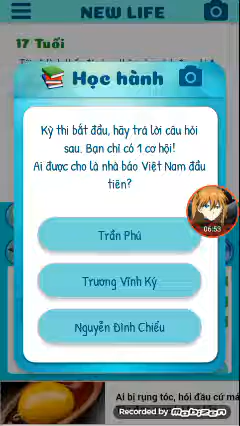 NEW LIFE
17 Tuổi
Học hành
Kỳ thi bắt đầu, hãy trả lời câu hỏi
sau. Bạn chỉ có 1 cơ hội!
Ai được cho là nhà báo Việt Nam đầu
tiên?
06:53
Trần Phú
Trương Vĩnh Ký
Nguyễn Đình Chiểu
Ai bị rụng tóc, hói đầu cứ
Recorded by Mobizen